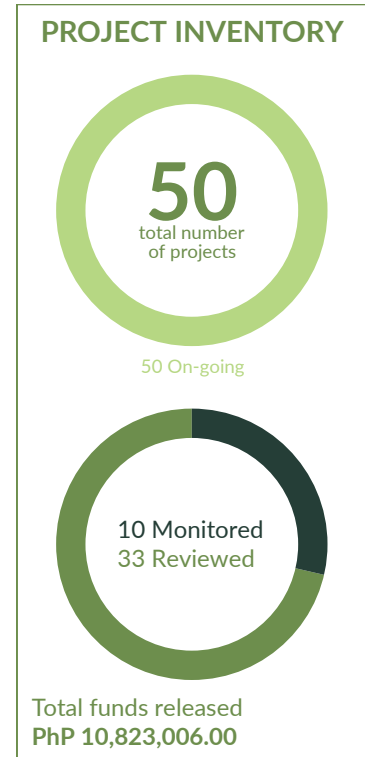 PROJECT INVENTORY
50
total number
of projects
50 On-going
10 Monitored
33 Reviewed
Total funds released
PhP 10,823,006.00